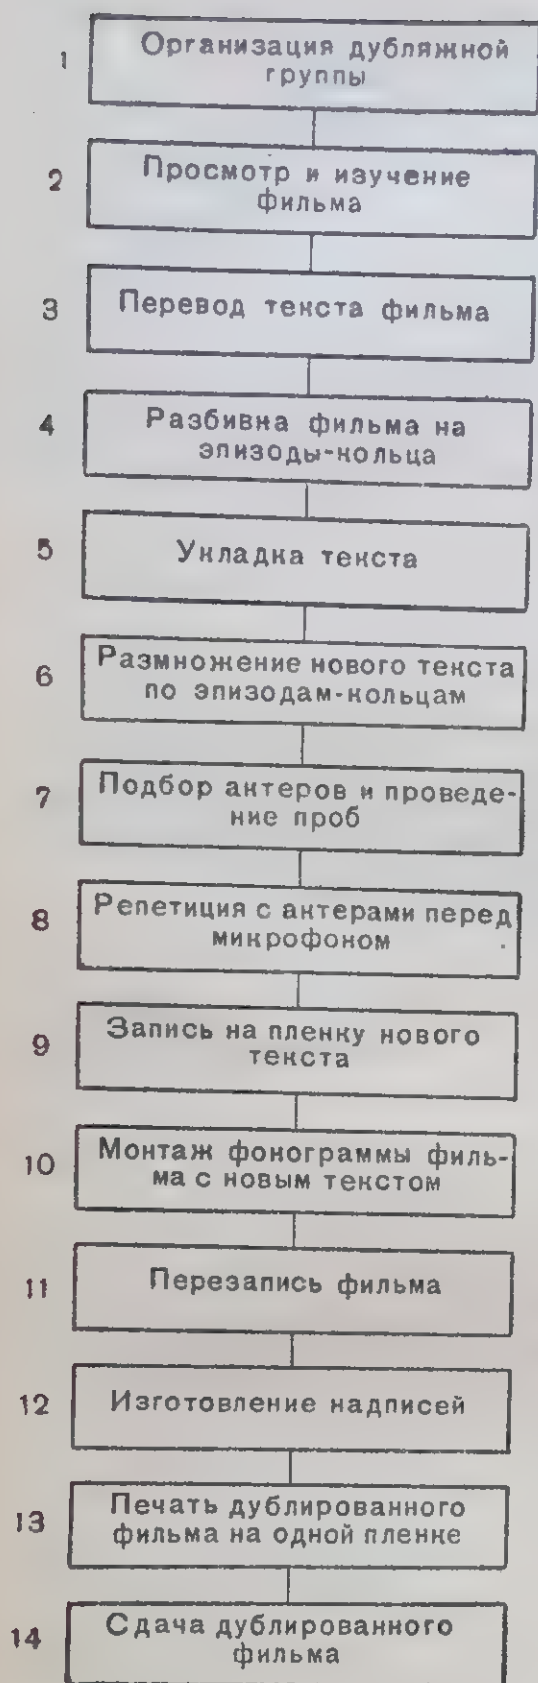 1
Организация дубляжной
группы
2
Просмотр и изучение
фильма
3
Перевод текста фильма
4
Разбивка фильма на
эпизоды-кольца
5
Укладка текста
6
Размножение нового текста
по эпизодам-кольцам
7
Подбор актеров и проведе-
ние проб
8
Репетиция с актерами перед
микрофоном
9
Запись на пленку нового
текста
10
Монтаж фонограммы филь-
ма с новым текстом
11
Перезапись фильма
12
Изготовление надписей
13
Печать дублированного
фильма на одной пленке
14
Сдача дублированного
фильма